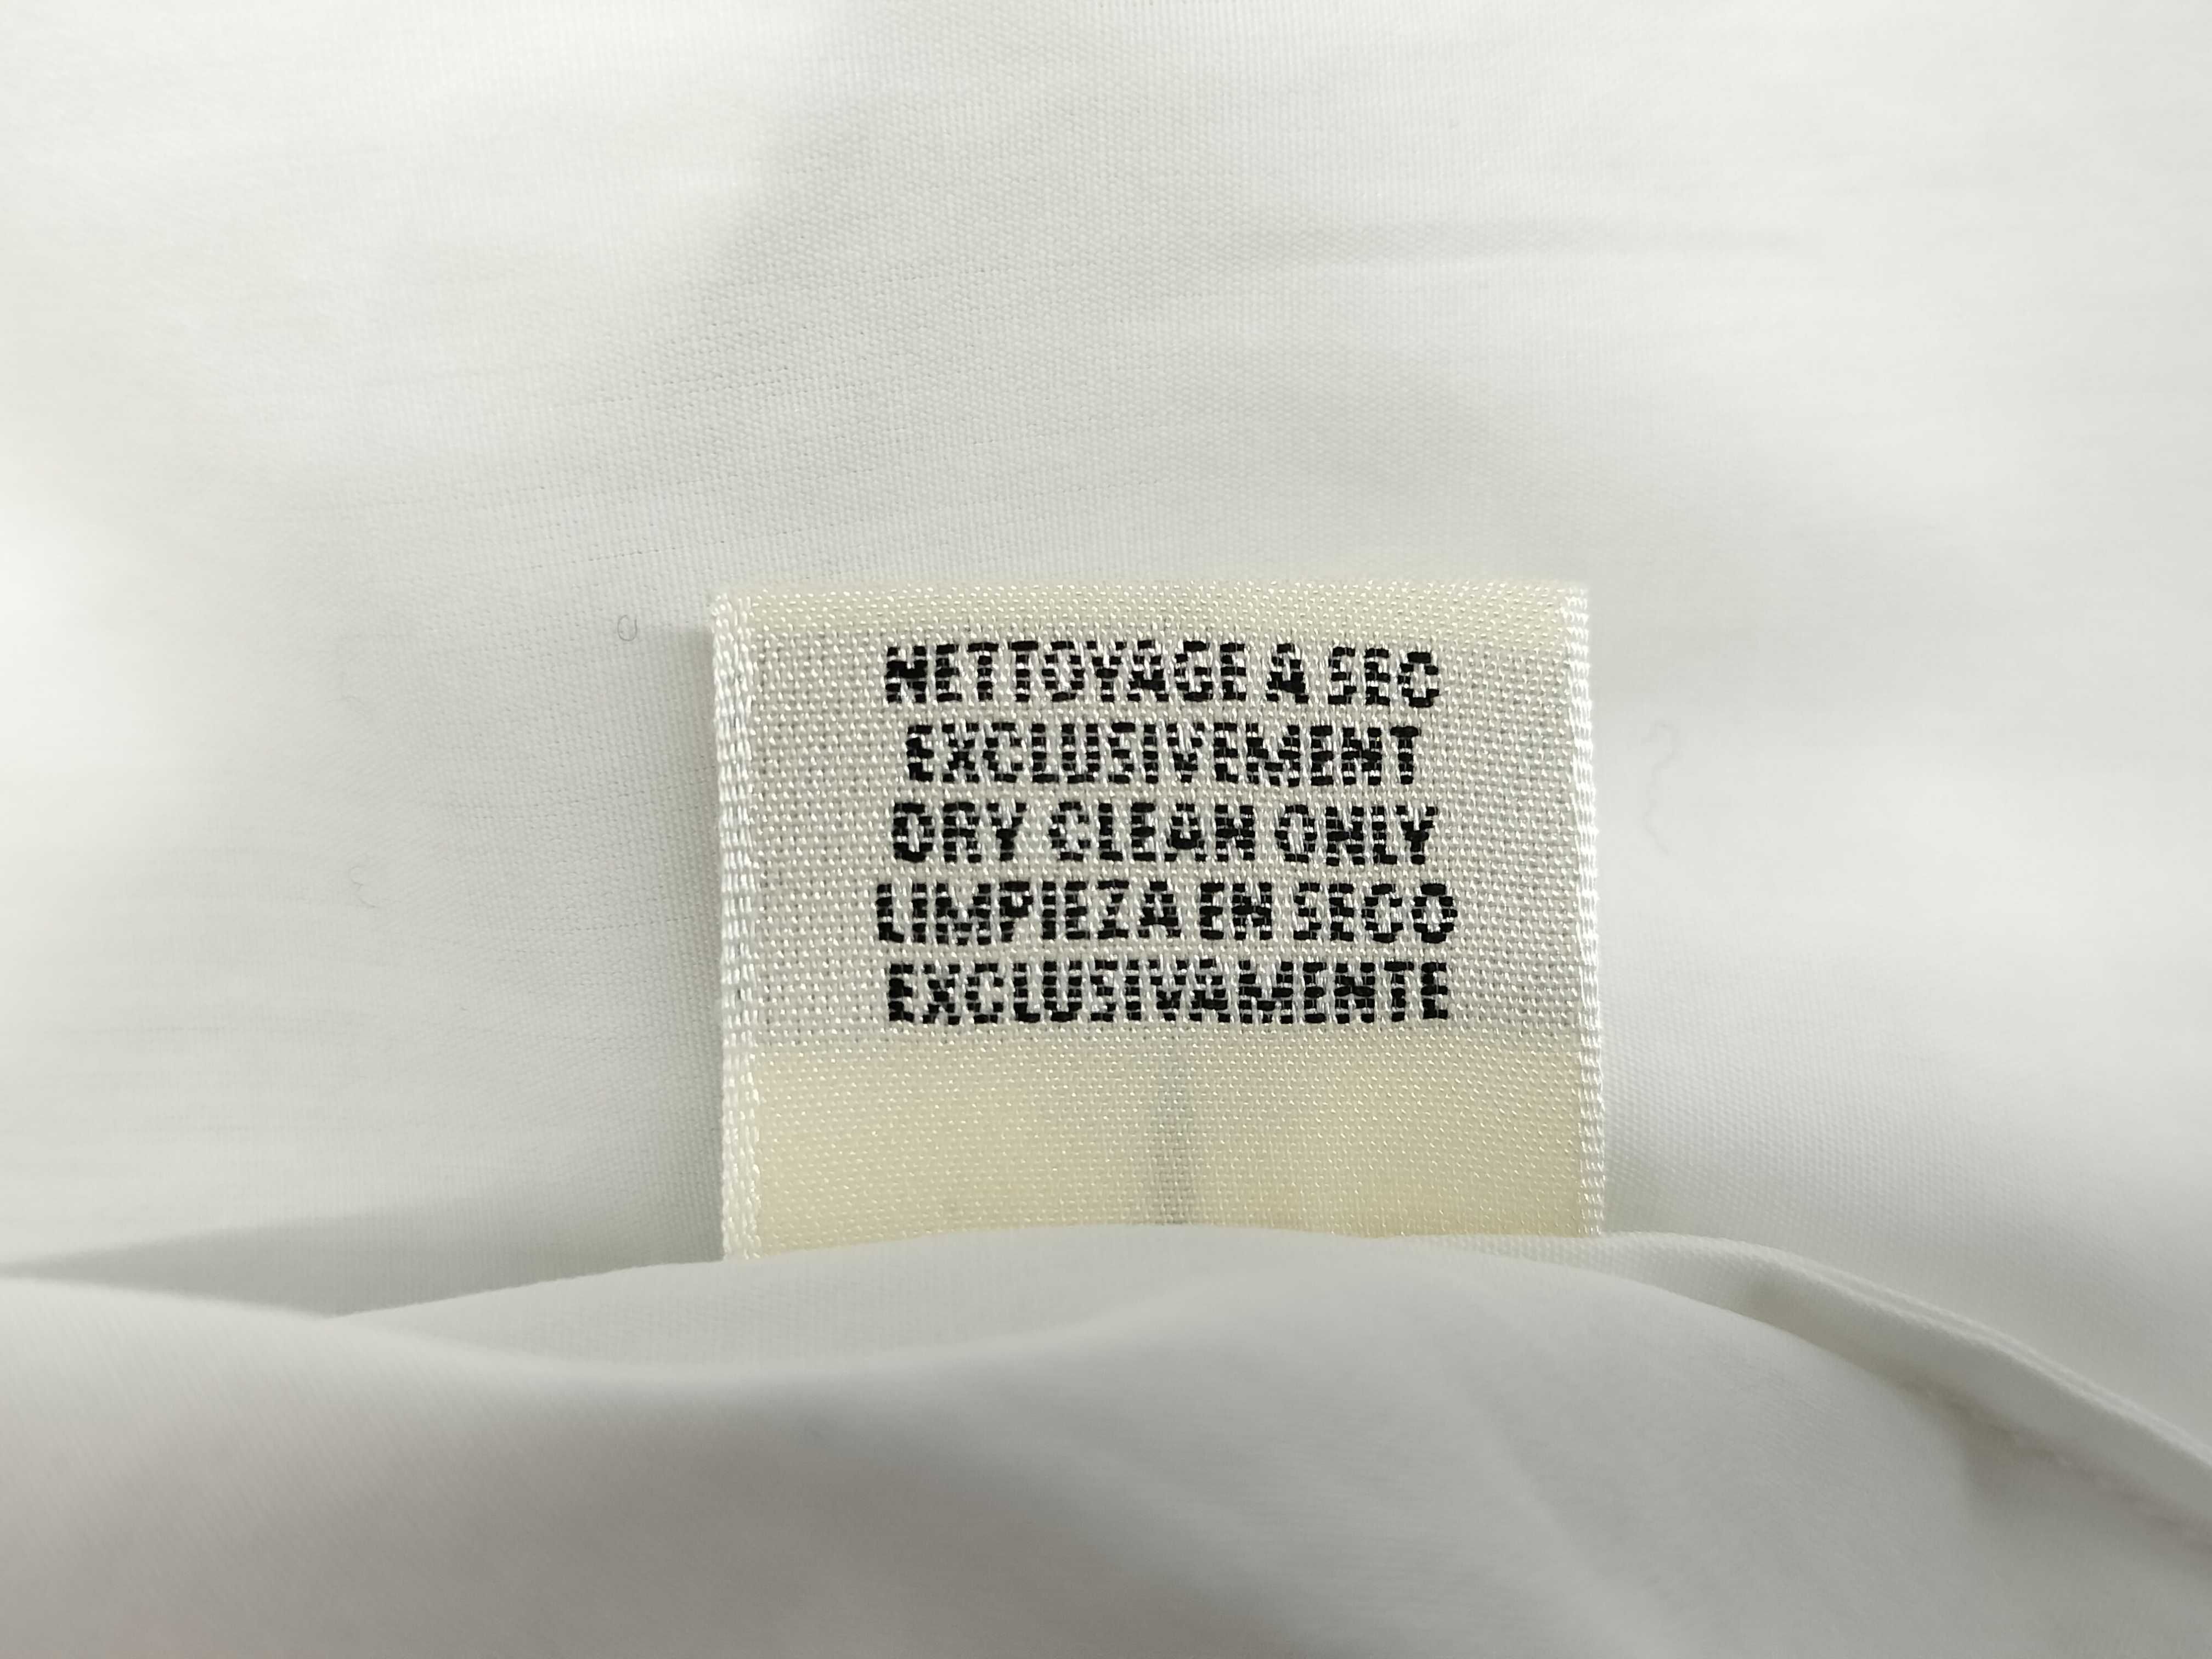 NETTOYAGE A SEC
EXCLUSIVEMENT
DRY CLEAN ONLY
LIMPIEZA EN SECO
EXCLUSIVAMENTE